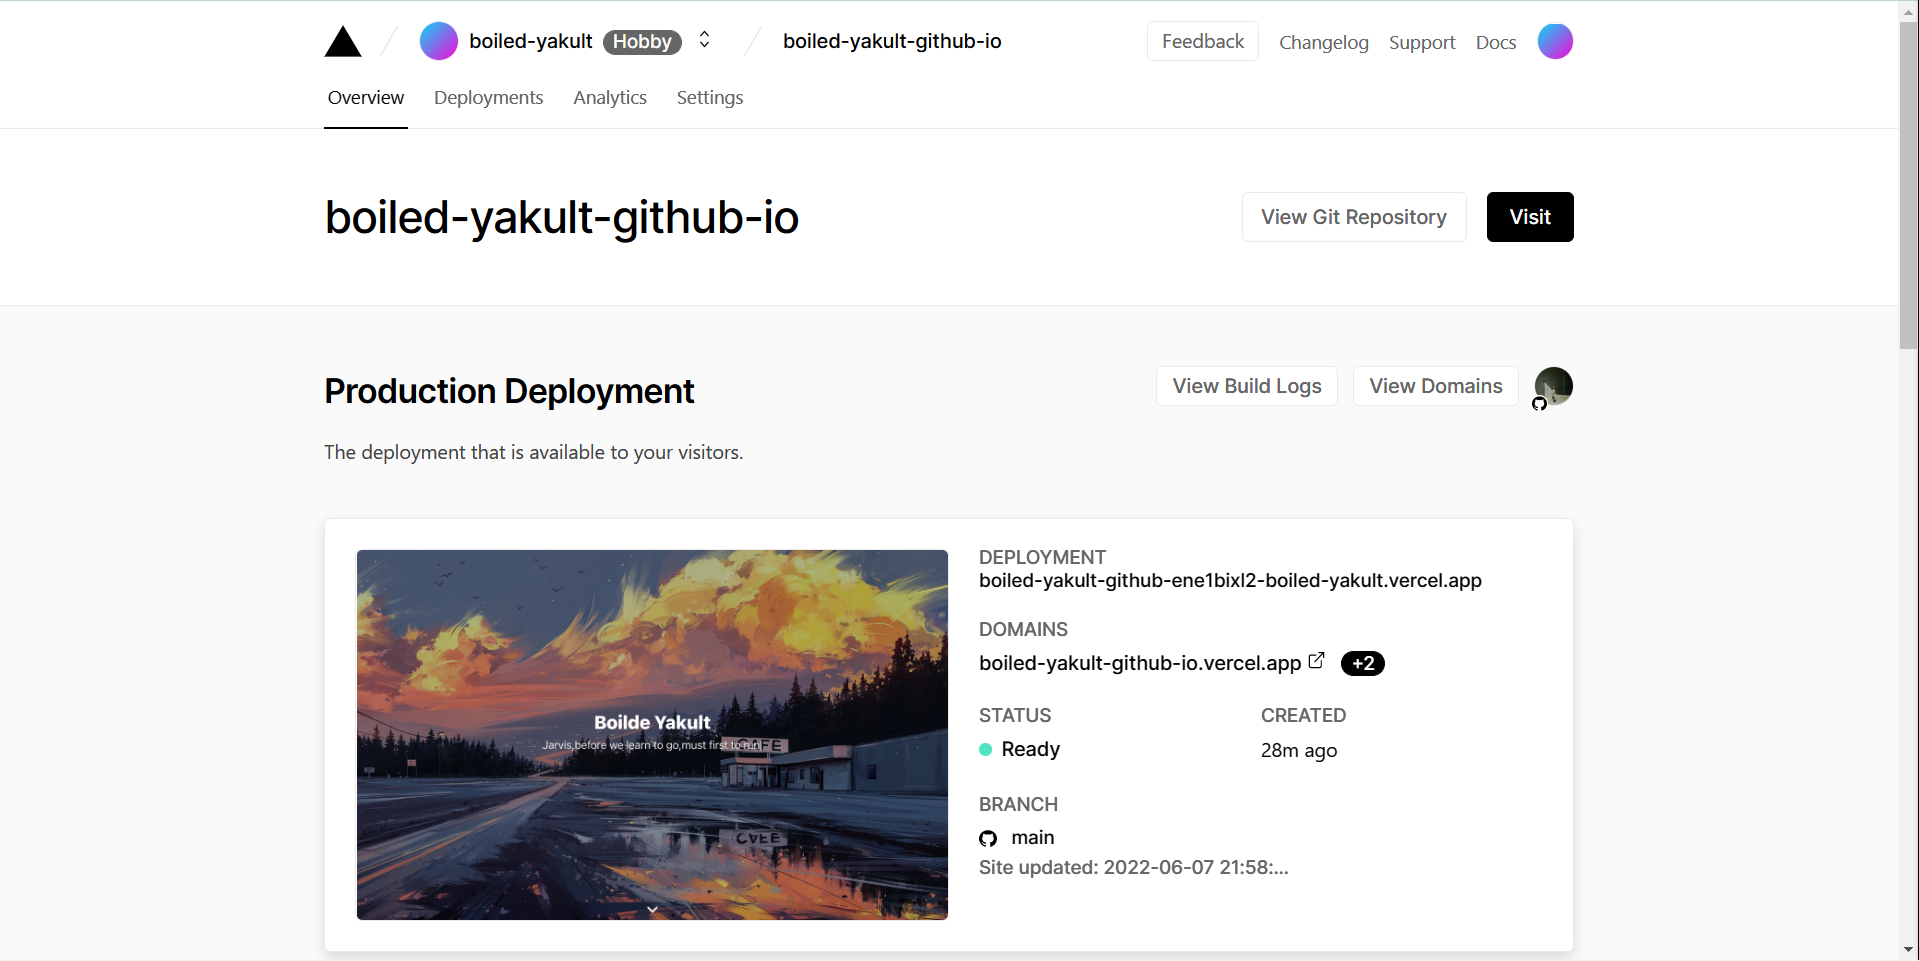 boiled-yakult Hobby boiled-yakult-github-io Feedback Changelog Support Docs
Overview Deployments Analytics Settings
boiled-yakult-github-io View Git Repository Visit
Production Deployment View Build Logs View Domains
The deployment that is available to your visitors.
DEPLOYMENT
boiled-yakult-github-ene1bixl2-boiled-yakult.vercel.app
DOMAINS
boiled-yakult-github-io.vercel.app +2
STATUS CREATED
Ready 28m ago
BRANCH
main
Site updated: 2022-06-07 21:58:...
Boilde Yakult
Jarvis,before we learn to go,must first to run!
CAFE
CAFE